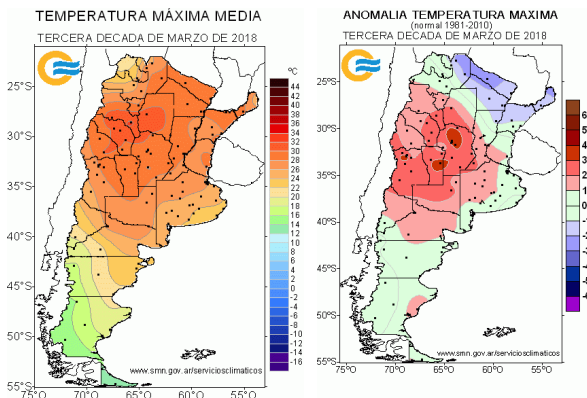 TEMPERATURA MÁXIMA MEDIA
TERCERA DECADA DE MARZO DE 2018
25°S
30°S
35°S
40°S
45°S
50°S
55°S
75°O 70°O 65°O 60°O 55°O
ºC
44
42
40
38
36
34
32
30
28
26
24
22
20
18
16
14
12
10
8
6
4
2
0
-2
-4
-6
-8
-10
-12
-14
-16
www.smn.gov.ar/serviciosclimaticos
ANOMALIA TEMPERATURA MAXIMA
(normal 1981-2010)
TERCERA DECADA DE MARZO DE 2018
25°S
30°S
35°S
40°S
45°S
50°S
55°S
75°O 70°O 65°O 60°O 55°O
www.smn.gov.ar/serviciosclimaticos